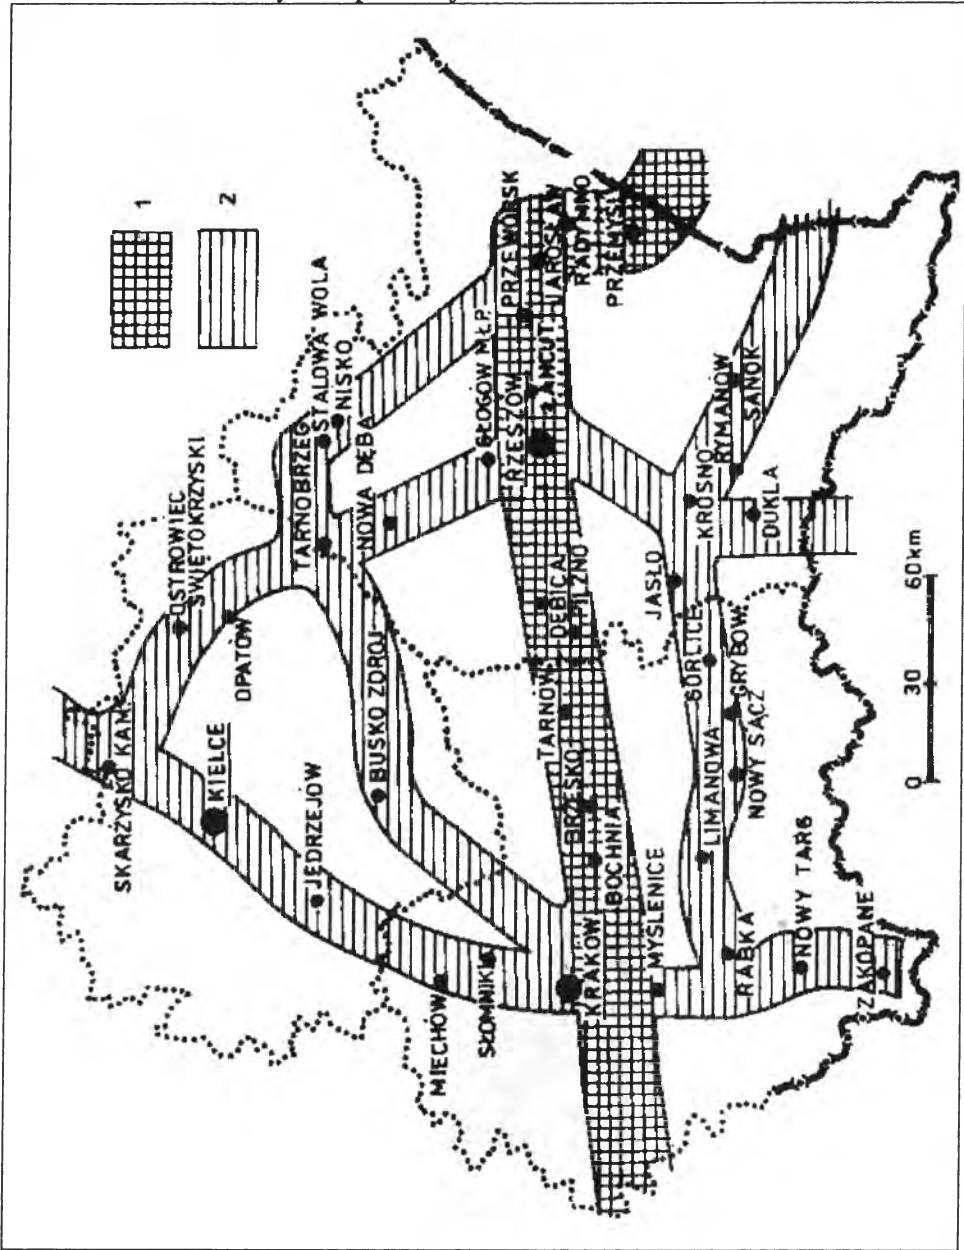 1
2
SKARŻYSKO KAM.
OSTROWIEC
ŚWIĘTOKRZYSKI
KIELCE
OPATÓW
JĘDRZEJÓW
TARNOBRZEG
STALOWA WOLA
NISKO
BUSKO ZDRÓJ
NOWA DĘBA
MIECHÓW
SŁOMNIKI
GŁOGÓW MŁP.
RZESZÓW
PRZEWORSK
ŁAŃCUT
JAROSŁAW
RADYMNO
PRZEMYŚL
TARNÓW
DĘBICA
PILZNO
BRZESKO
KRAKÓW
BOCHNIA
MYŚLENICE
JASŁO
GORLICE
KROSNO
RYMANÓW
SANOK
LIMANOWA
GRYBÓW
DUKLA
RABKA
NOWY SĄCZ
NOWY TARG
ZAKOPANE
0 30 60km